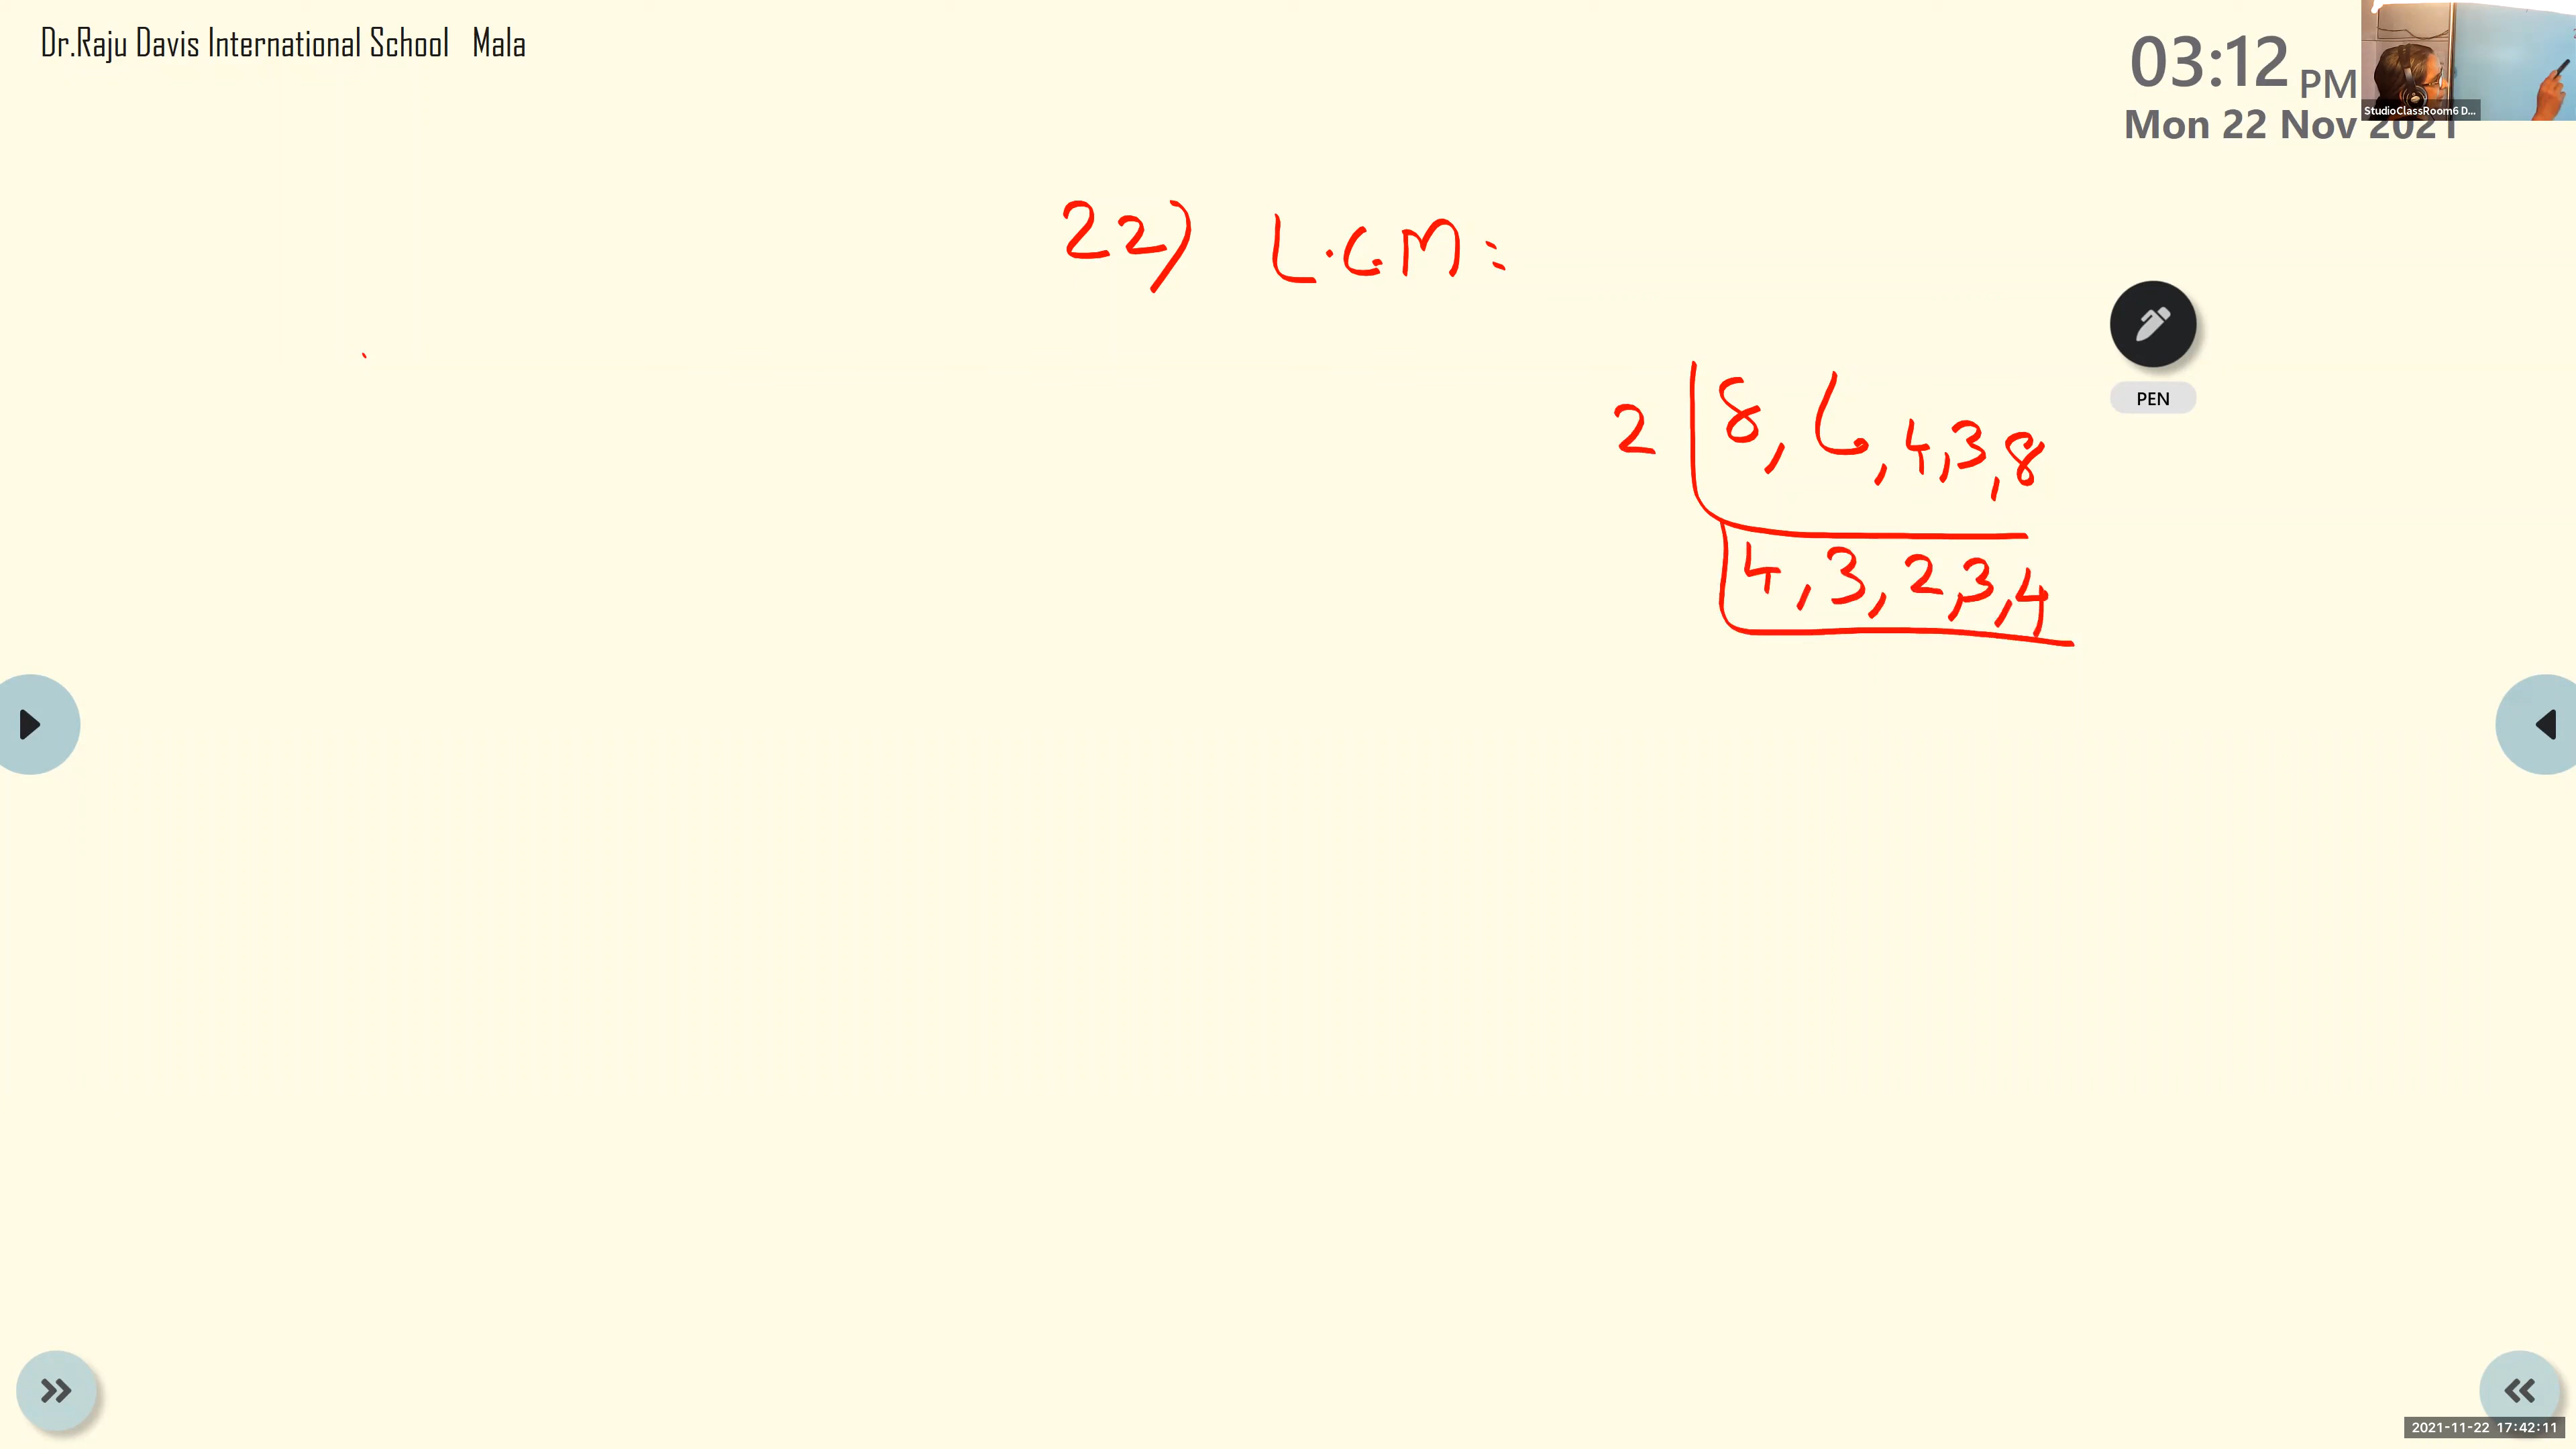 Dr.Raju Davis International School Mala
03:12 PM
Mon 22 Nov 2021
StudioClassRoom6 D...
22) L.C.M :
PEN
2 8, 6, 4, 3, 8
4, 3, 2, 3, 4
2021-11-22 17:42:11